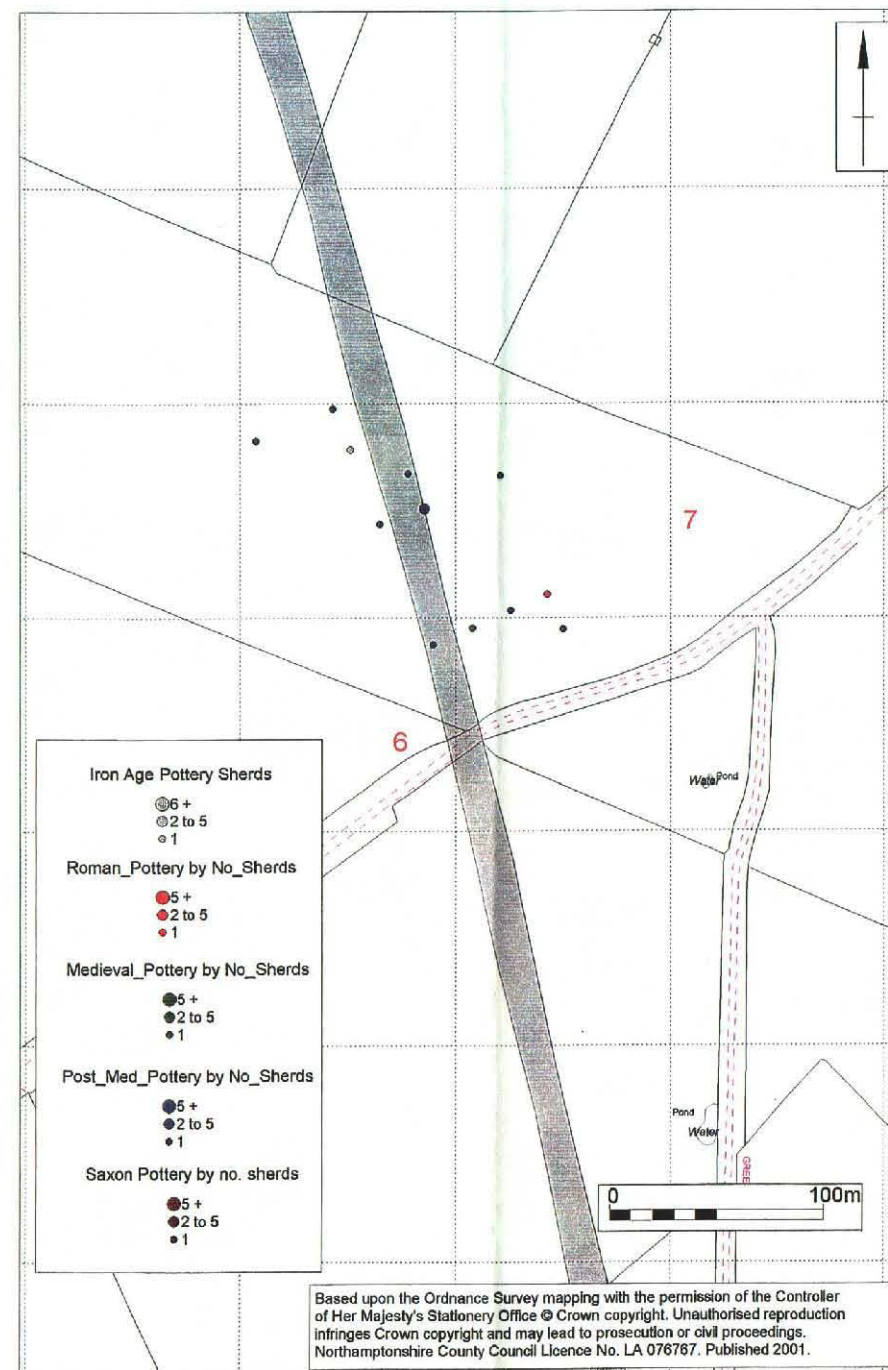 7
6
Iron Age Pottery Sherds
6 +
2 to 5
1
Roman_Pottery by No_Sherds
5 +
2 to 5
1
Medieval_Pottery by No_Sherds
5 +
2 to 5
1
Post_Med_Pottery by No_Sherds
5 +
2 to 5
1
Saxon Pottery by no. sherds
5 +
2 to 5
1
Water Pond
Pond
Water
GREE
0 100m
Based upon the Ordnance Survey mapping with the permission of the Controller
of Her Majesty's Stationery Office © Crown copyright. Unauthorised reproduction
infringes Crown copyright and may lead to prosecution or civil proceedings.
Northamptonshire County Council Licence No. LA 076767. Published 2001.